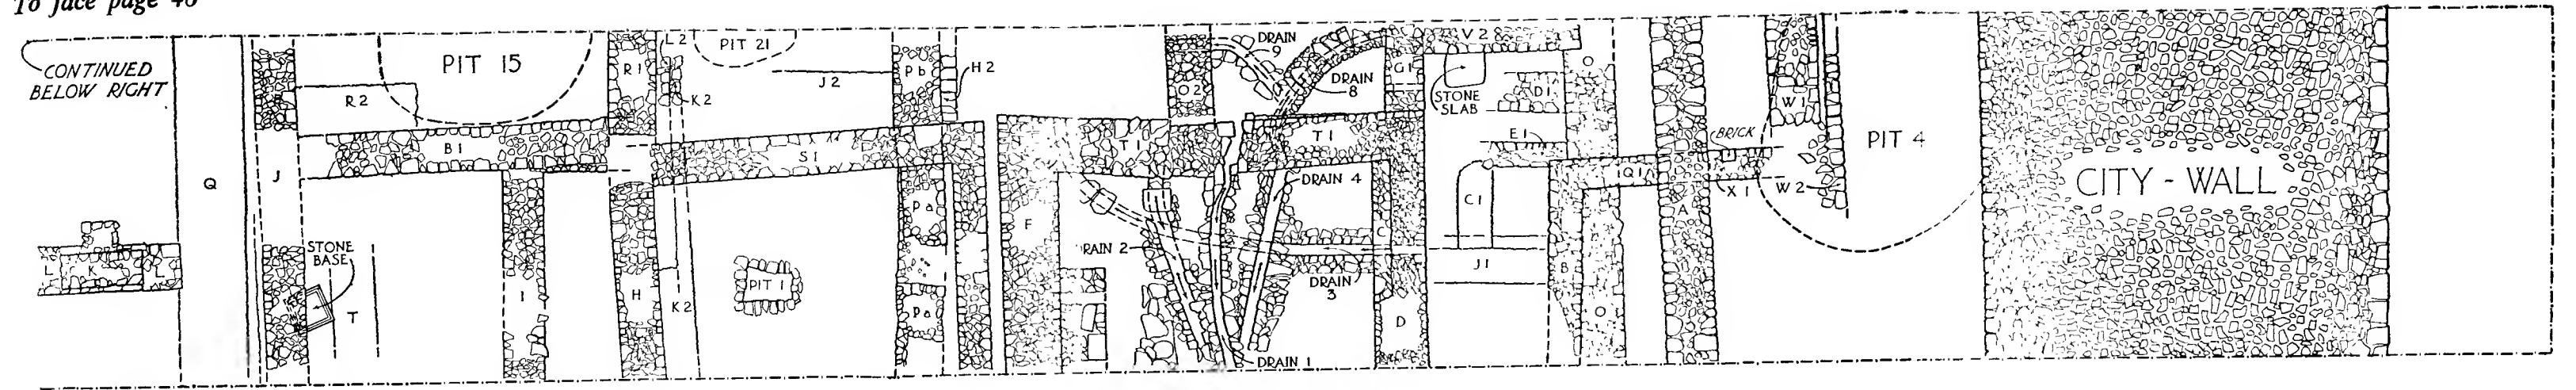 To face page 40
CONTINUED
BELOW RIGHT
PIT 15
R2
B1
Q
J
STONE
BASE
T
L
K
L
I
R1
L2
PIT 21
K2
J2
Pb
H2
S1
H
K2
PIT 1
Pa
Pa
F
O2
DRAIN
9
DRAIN
8
G1
V2
STONE
SLAB
D1
O
T1
T1
E1
DRAIN 4
C1
C
RAIN 2
DRAIN
3
J1
D
DRAIN 1
B
O
Q1
A
BRICK
X1
W1
W2
PIT 4
CITY - WALL